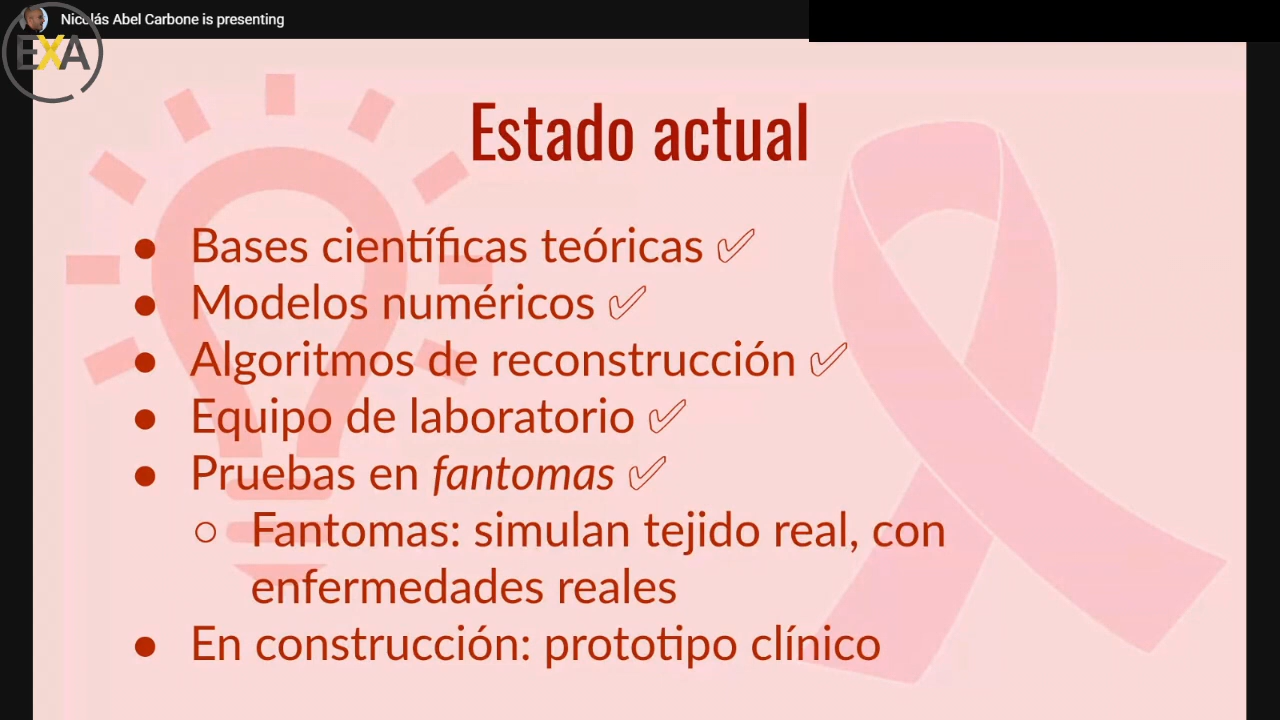 Nicolás Abel Carbone is presenting
EXA
Estado actual
● Bases científicas teóricas ✅
● Modelos numéricos ✅
● Algoritmos de reconstrucción ✅
● Equipo de laboratorio ✅
● Pruebas en fantomas ✅
○ Fantomas: simulan tejido real, con
enfermedades reales
● En construcción: prototipo clínico